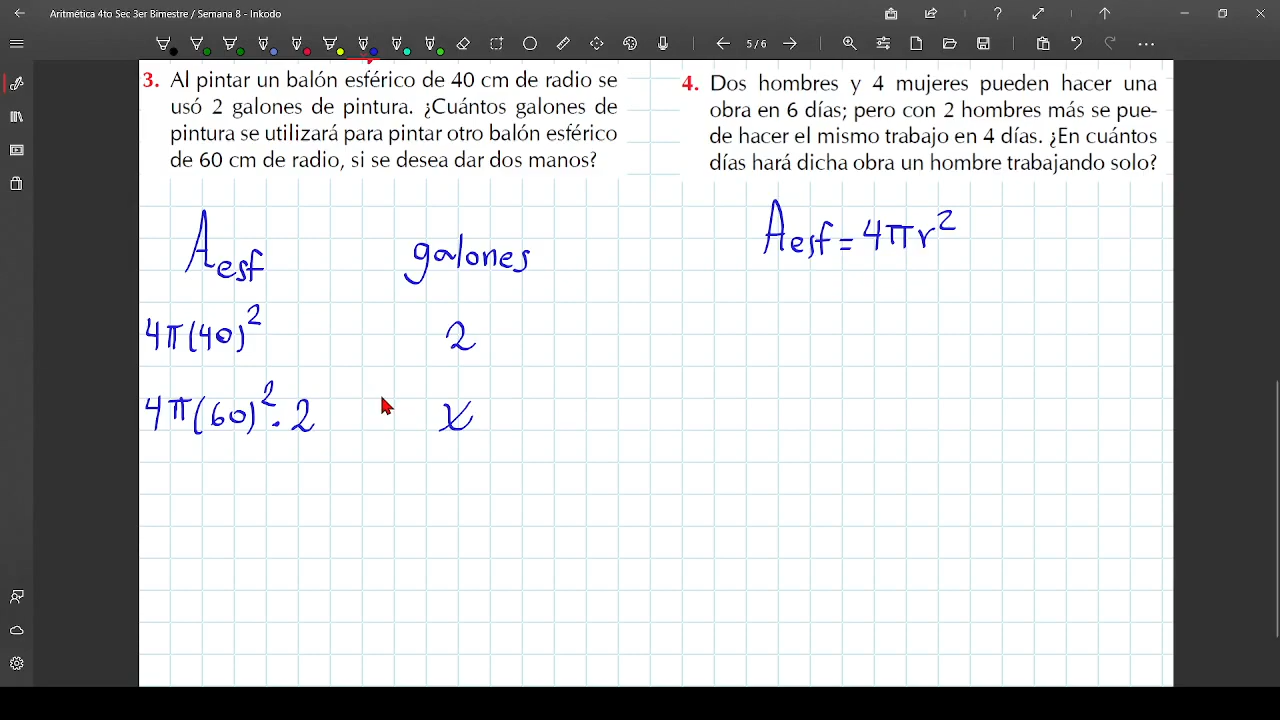 Aritmética 4to Sec 3er Bimestre / Semana 8 - Inkodo
5/6
3. Al pintar un balón esférico de 40 cm de radio se
usó 2 galones de pintura. ¿Cuántos galones de
pintura se utilizará para pintar otro balón esférico
de 60 cm de radio, si se desea dar dos manos?
4. Dos hombres y 4 mujeres pueden hacer una
obra en 6 días; pero con 2 hombres más se pue-
de hacer el mismo trabajo en 4 días. ¿En cuántos
días hará dicha obra un hombre trabajando solo?
A esf = 4πr²
A esf galones
4π(40)² 2
4π(60)² . 2 x